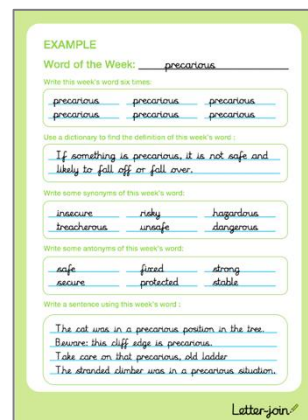 EXAMPLE
Word of the Week: precarious
Write this week's word six times:
precarious precarious precarious
precarious precarious precarious
Use a dictionary to find the definition of this week's word :
If something is precarious, it is not safe and
likely to fall off or fall over.
Write some synonyms of this week's word:
insecure risky hazardous
treacherous unsafe dangerous
Write some antonyms of this week's word:
safe fixed strong
secure protected stable
Write a sentence using this week's word :
The cat was in a precarious position in the tree.
Beware: this cliff edge is precarious.
Take care on that precarious, old ladder
The stranded climber was in a precarious situation.
Letter-join